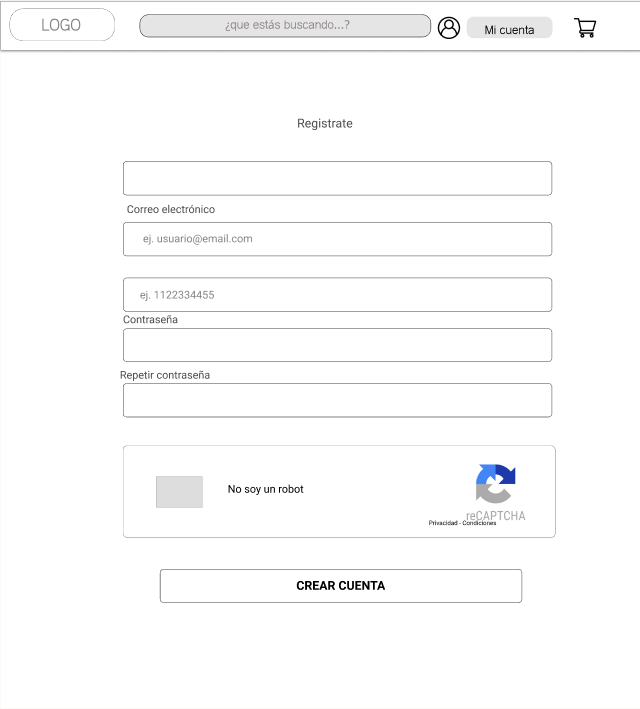 LOGO
¿que estás buscando...?
Mi cuenta
Registrate
Correo electrónico
ej. usuario@email.com
ej. 1122334455
Contraseña
Repetir contraseña
No soy un robot
reCAPTCHA
Privacidad - Condiciones
CREAR CUENTA